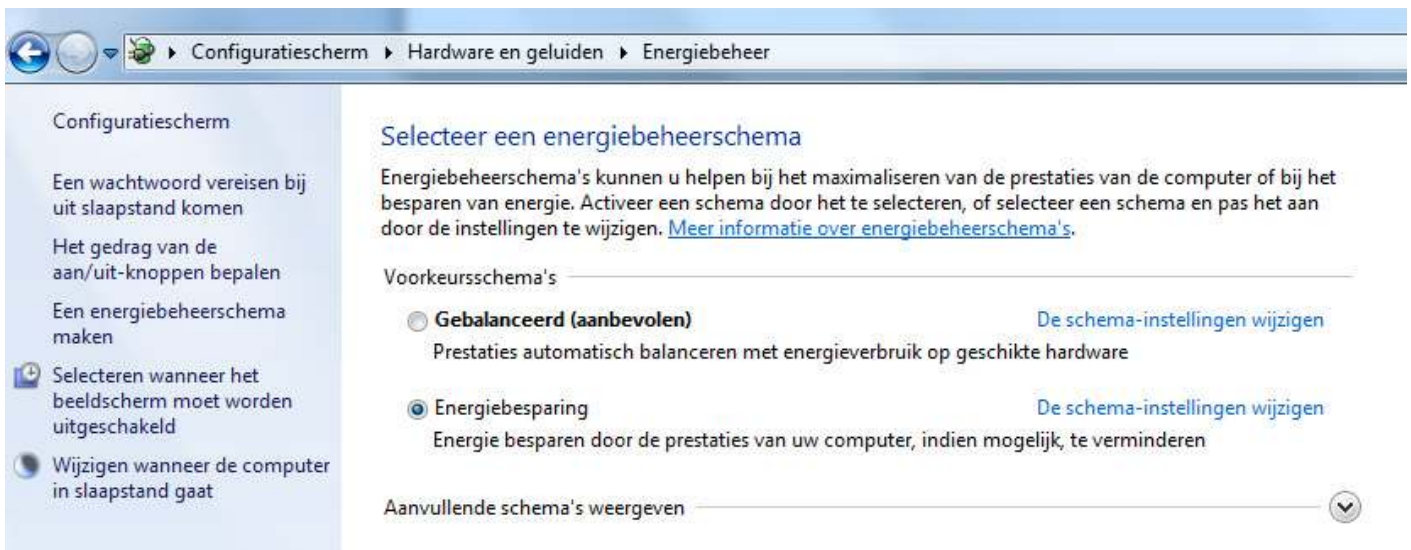 Configuratiescherm ▸ Hardware en geluiden ▸ Energiebeheer
Configuratiescherm
Een wachtwoord vereisen bij
uit slaapstand komen
Het gedrag van de
aan/uit-knoppen bepalen
Een energiebeheerschema
maken
Selecteren wanneer het
beeldscherm moet worden
uitgeschakeld
Wijzigen wanneer de computer
in slaapstand gaat
Selecteer een energiebeheerschema
Energiebeheerschema's kunnen u helpen bij het maximaliseren van de prestaties van de computer of bij het
besparen van energie. Activeer een schema door het te selecteren, of selecteer een schema en pas het aan
door de instellingen te wijzigen. Meer informatie over energiebeheerschema's.
Voorkeursschema's
Gebalanceerd (aanbevolen) De schema-instellingen wijzigen
Prestaties automatisch balanceren met energieverbruik op geschikte hardware
Energiebesparing De schema-instellingen wijzigen
Energie besparen door de prestaties van uw computer, indien mogelijk, te verminderen
Aanvullende schema's weergeven